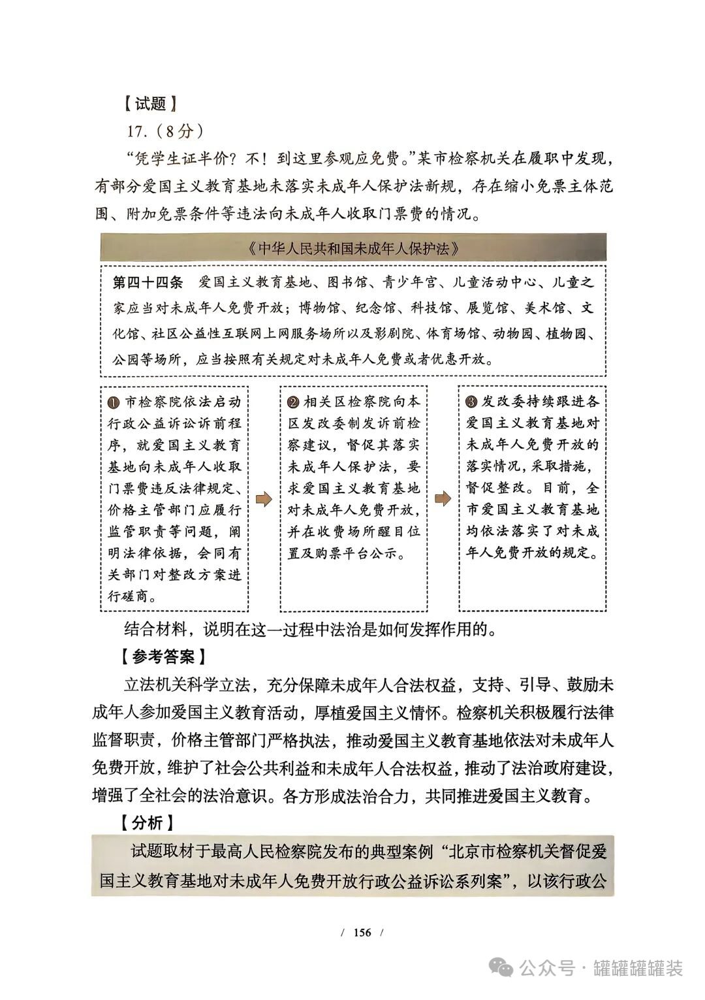 【试题】
17.（8分）
“凭学生证半价？不！到这里参观应免费。”某市检察机关在履职中发现，
有部分爱国主义教育基地未落实未成年人保护法新规，存在缩小免票主体范
围、附加免票条件等违法向未成年人收取门票费的情况。
《中华人民共和国未成年人保护法》
第四十四条 爱国主义教育基地、图书馆、青少年宫、儿童活动中心、儿童之
家应当对未成年人免费开放；博物馆、纪念馆、科技馆、展览馆、美术馆、文
化馆、社区公益性互联网上网服务场所以及影剧院、体育场馆、动物园、植物园、
公园等场所，应当按照有关规定对未成年人免费或者优惠开放。
❶ 市检察院依法启动
行政公益诉讼诉前程
序，就爱国主义教育
基地向未成年人收取
门票费违反法律规定、
价格主管部门应履行
监管职责等问题，阐
明法律依据，会同有
关部门对整改方案进
行磋商。
❷ 相关区检察院向本
区发改委制发诉前检
察建议，督促其落实
未成年人保护法，要
求爱国主义教育基地
对未成年人免费开放，
并在收费场所醒目位
置及购票平台公示。
❸ 发改委持续跟进各
爱国主义教育基地对
未成年人免费开放的
落实情况，采取措施，
督促整改。目前，全
市爱国主义教育基地
均依法落实了对未成
年人免费开放的规定。
结合材料，说明在这一过程中法治是如何发挥作用的。
【参考答案】
立法机关科学立法，充分保障未成年人合法权益，支持、引导、鼓励未
成年人参加爱国主义教育活动，厚植爱国主义情怀。检察机关积极履行法律
监督职责，价格主管部门严格执法，推动爱国主义教育基地依法对未成年人
免费开放，维护了社会公共利益和未成年人合法权益，推动了法治政府建设，
增强了全社会的法治意识。各方形成法治合力，共同推进爱国主义教育。
【分析】
试题取材于最高人民检察院发布的典型案例“北京市检察机关督促爱
国主义教育基地对未成年人免费开放行政公益诉讼系列案”，以该行政公
/ 156 /
公众号·罐罐罐罐装